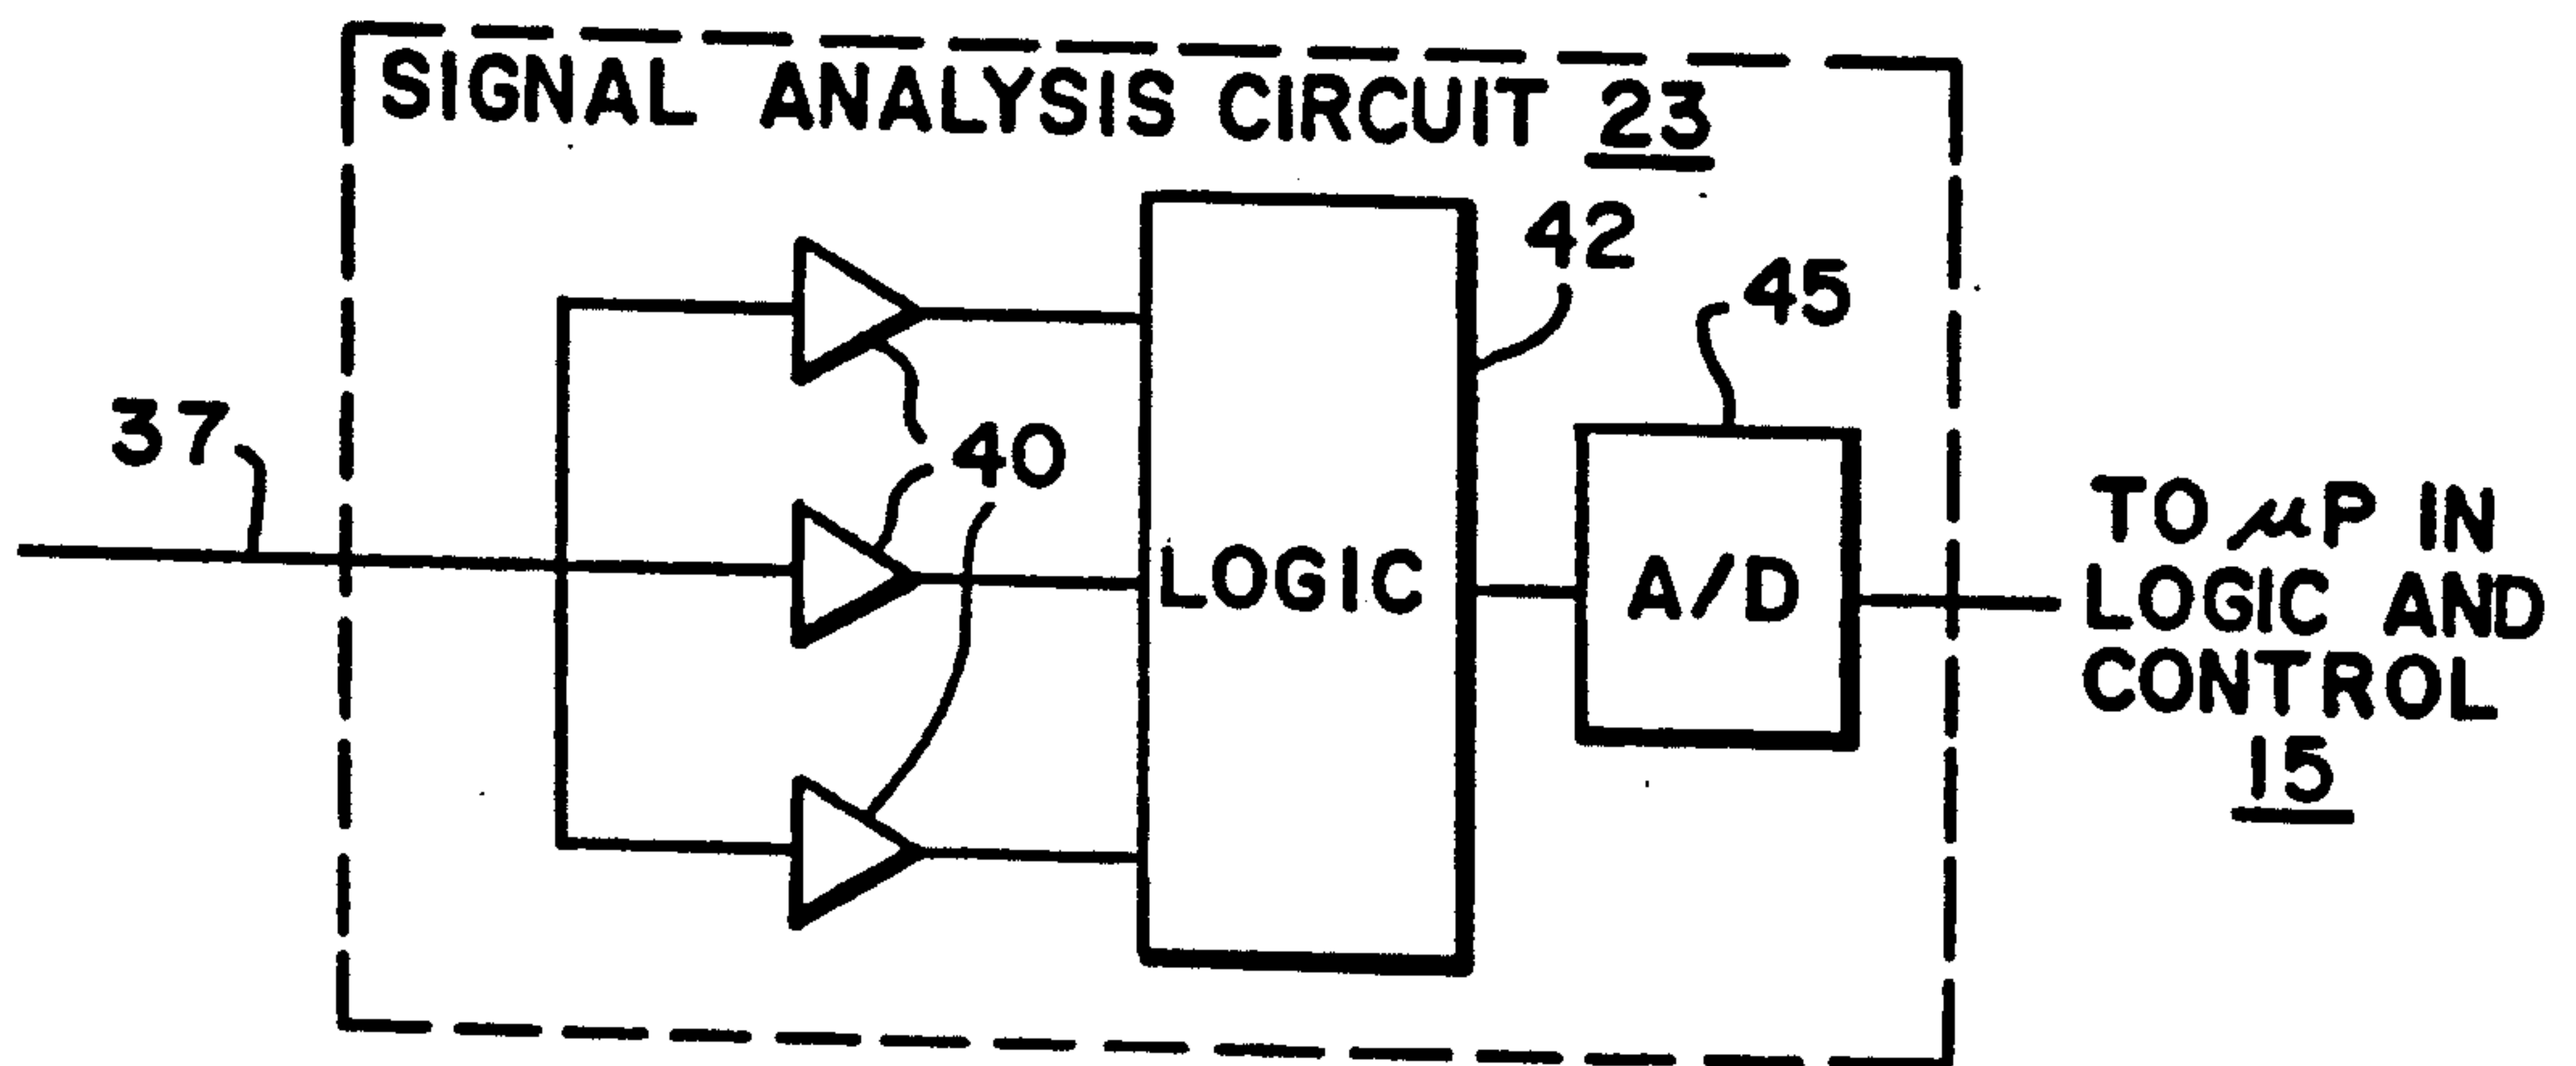 SIGNAL ANALYSIS CIRCUIT 23
42
45
37
40
LOGIC
A/D
TO μP IN
LOGIC AND
CONTROL
15